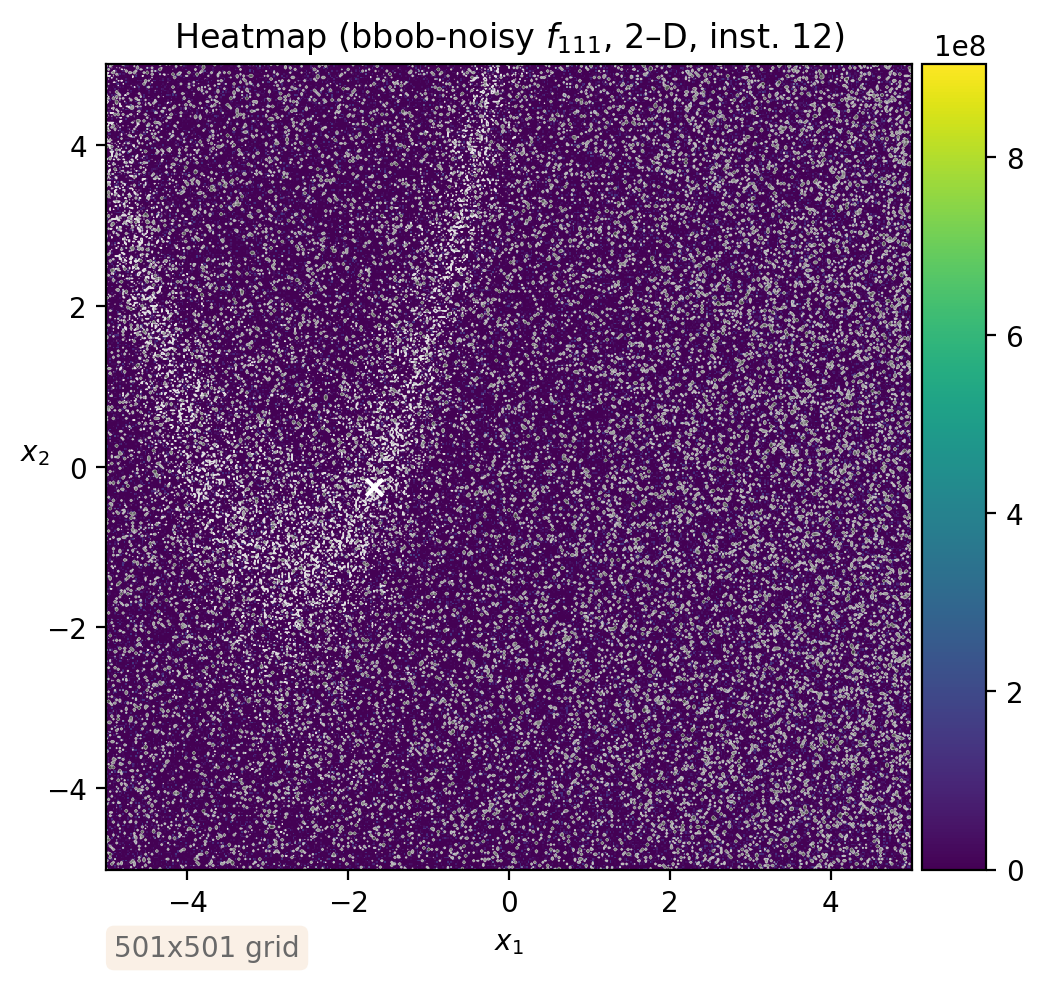 Heatmap (bbob-noisy f₁₁₁, 2–D, inst. 12)
1e8
4
2
0
−2
−4
x₂
8
6
4
2
0
−4 −2 0 2 4
x₁
501x501 grid